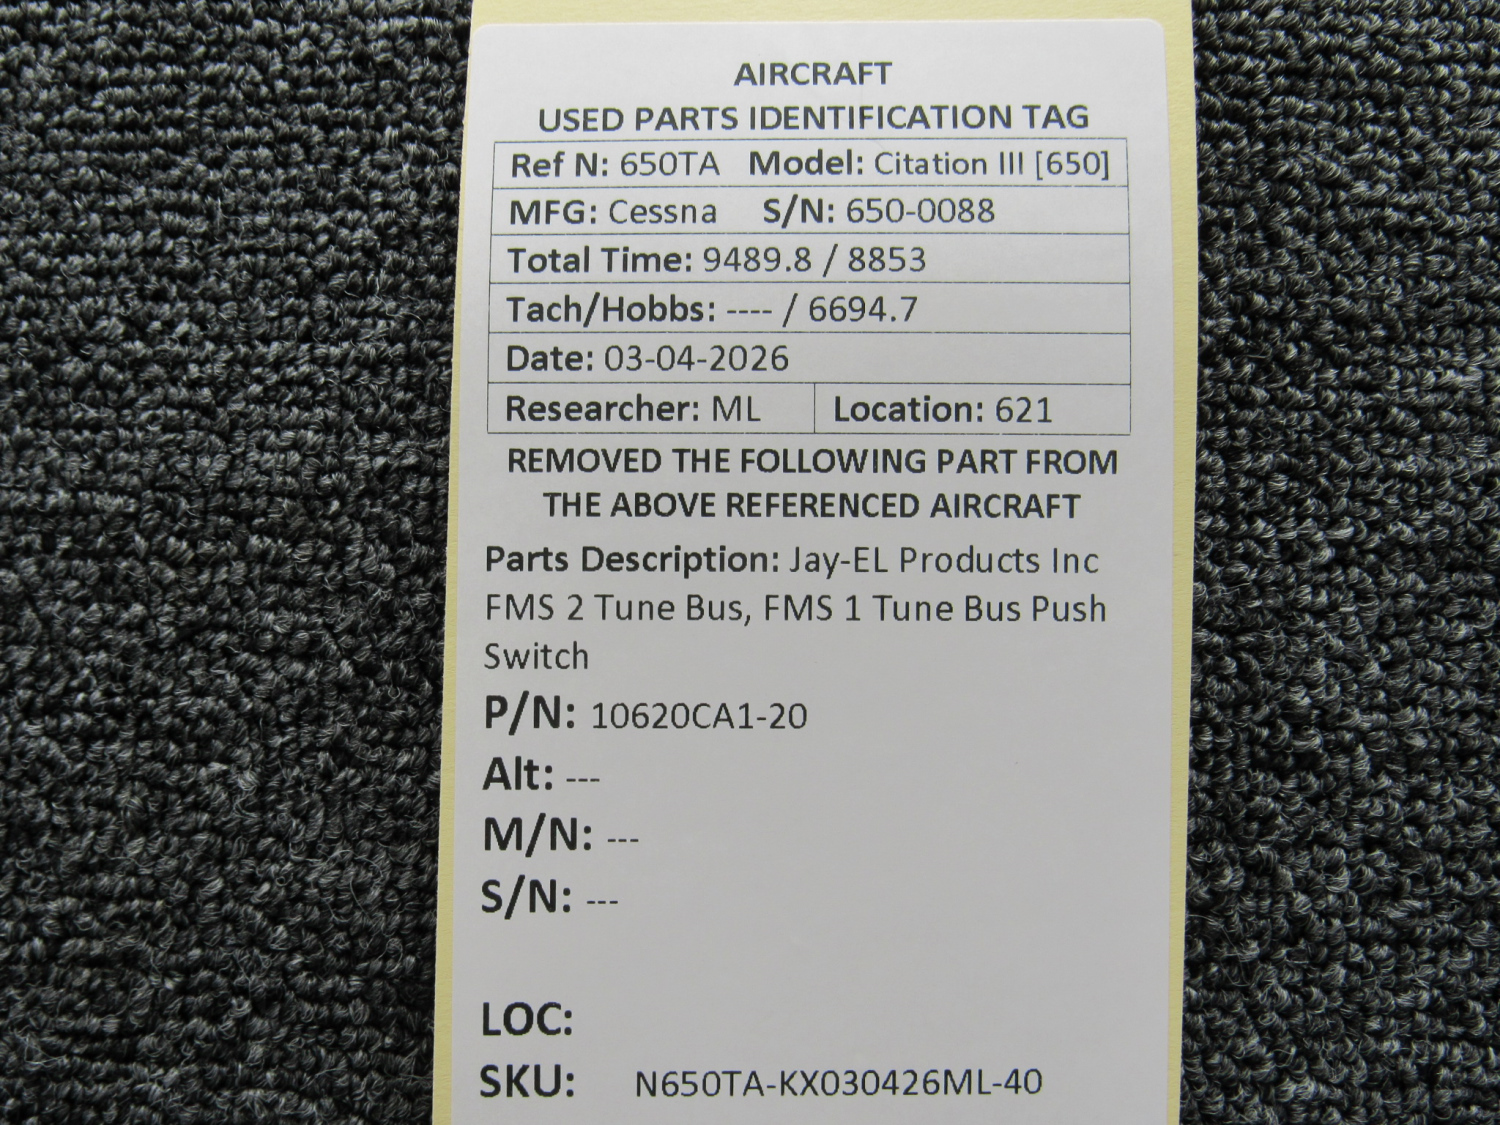 AIRCRAFT
USED PARTS IDENTIFICATION TAG
Ref N: 650TA Model: Citation III [650]
MFG: Cessna S/N: 650-0088
Total Time: 9489.8 / 8853
Tach/Hobbs: ---- / 6694.7
Date: 03-04-2026
Researcher: ML Location: 621
REMOVED THE FOLLOWING PART FROM
THE ABOVE REFERENCED AIRCRAFT
Parts Description: Jay-EL Products Inc
FMS 2 Tune Bus, FMS 1 Tune Bus Push
Switch
P/N: 10620CA1-20
Alt: ---
M/N: ---
S/N: ---
LOC:
SKU: N650TA-KX030426ML-40